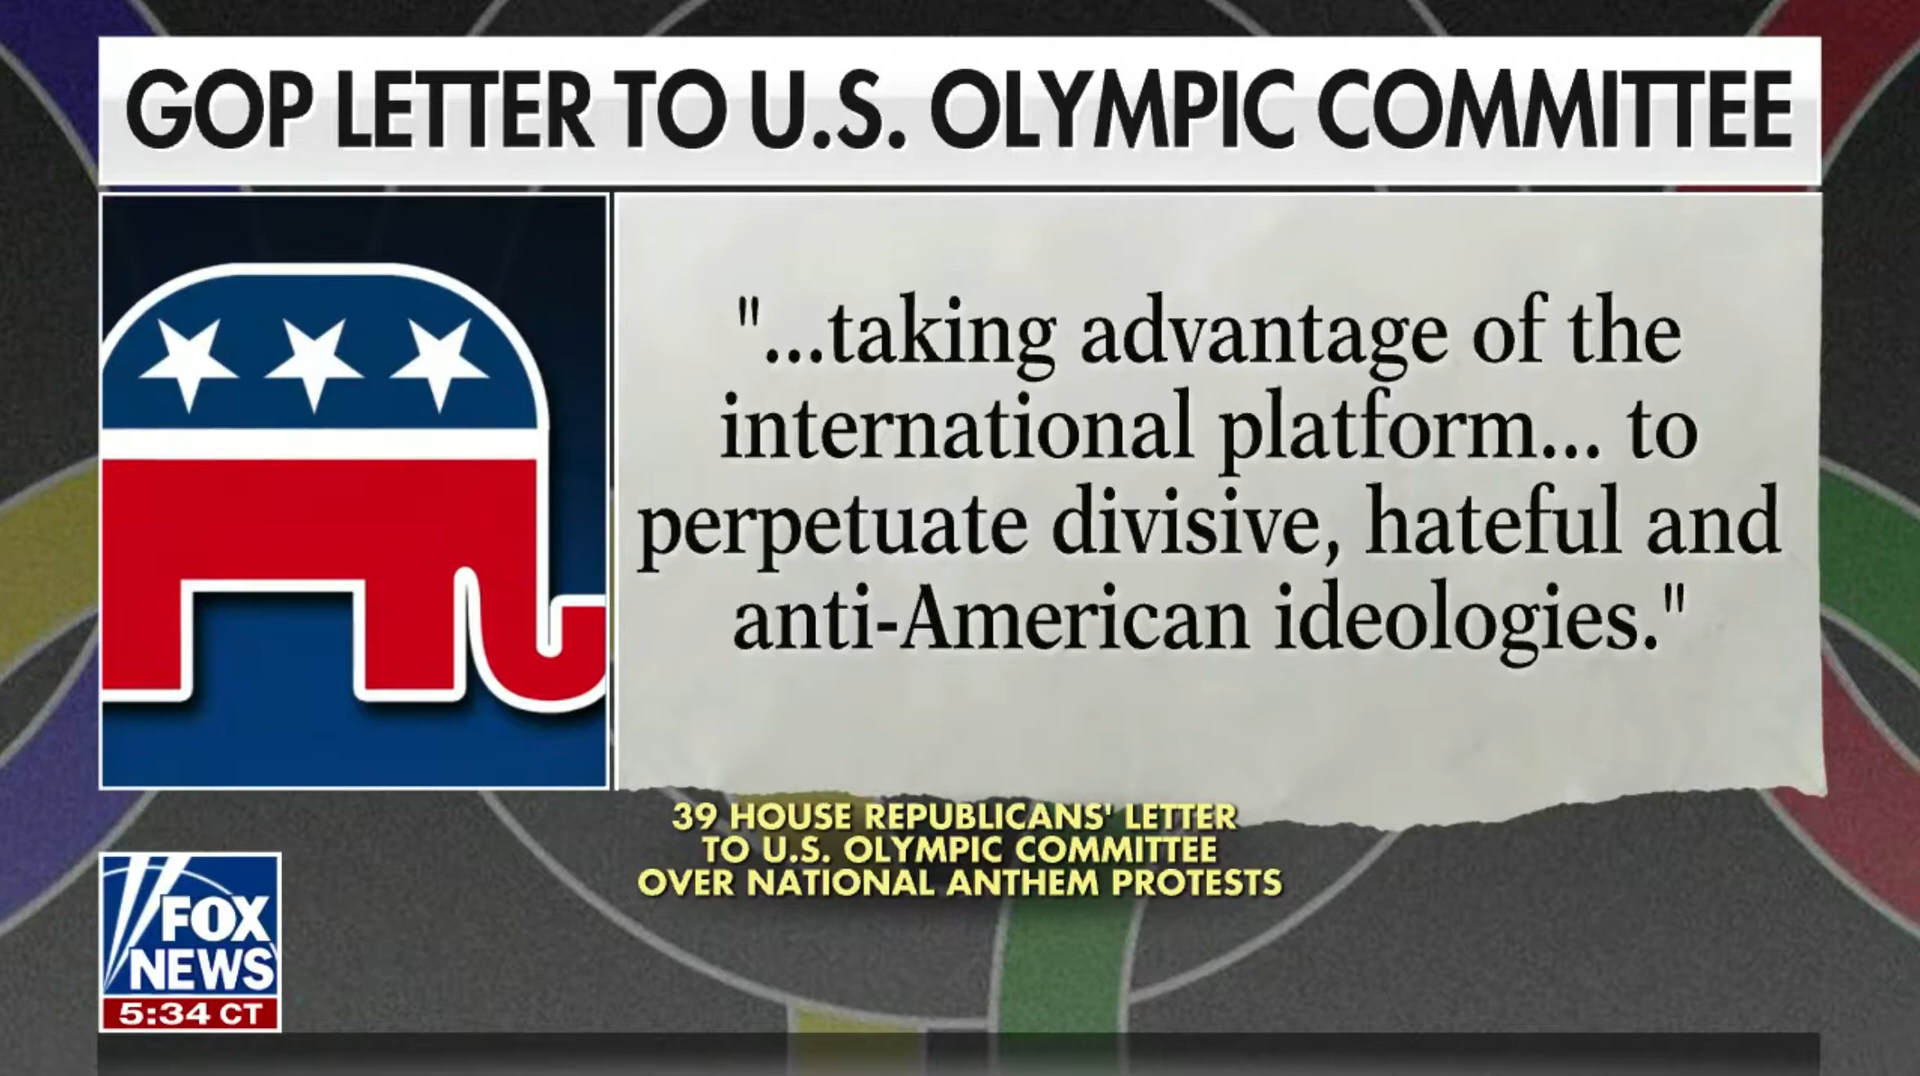 GOP LETTER TO U.S. OLYMPIC COMMITTEE
"...taking advantage of the
international platform... to
perpetuate divisive, hateful and
anti-American ideologies."
39 HOUSE REPUBLICANS' LETTER
TO U.S. OLYMPIC COMMITTEE
OVER NATIONAL ANTHEM PROTESTS
FOX
NEWS
5:34 CT